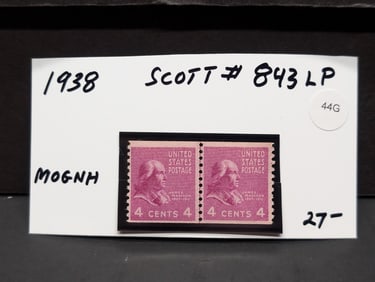 1938 SCOTT# 843 LP
44G
MOGNH
UNITED STATES POSTAGE
4 CENTS 4
UNITED STATES POSTAGE
4 CENTS 4
27-